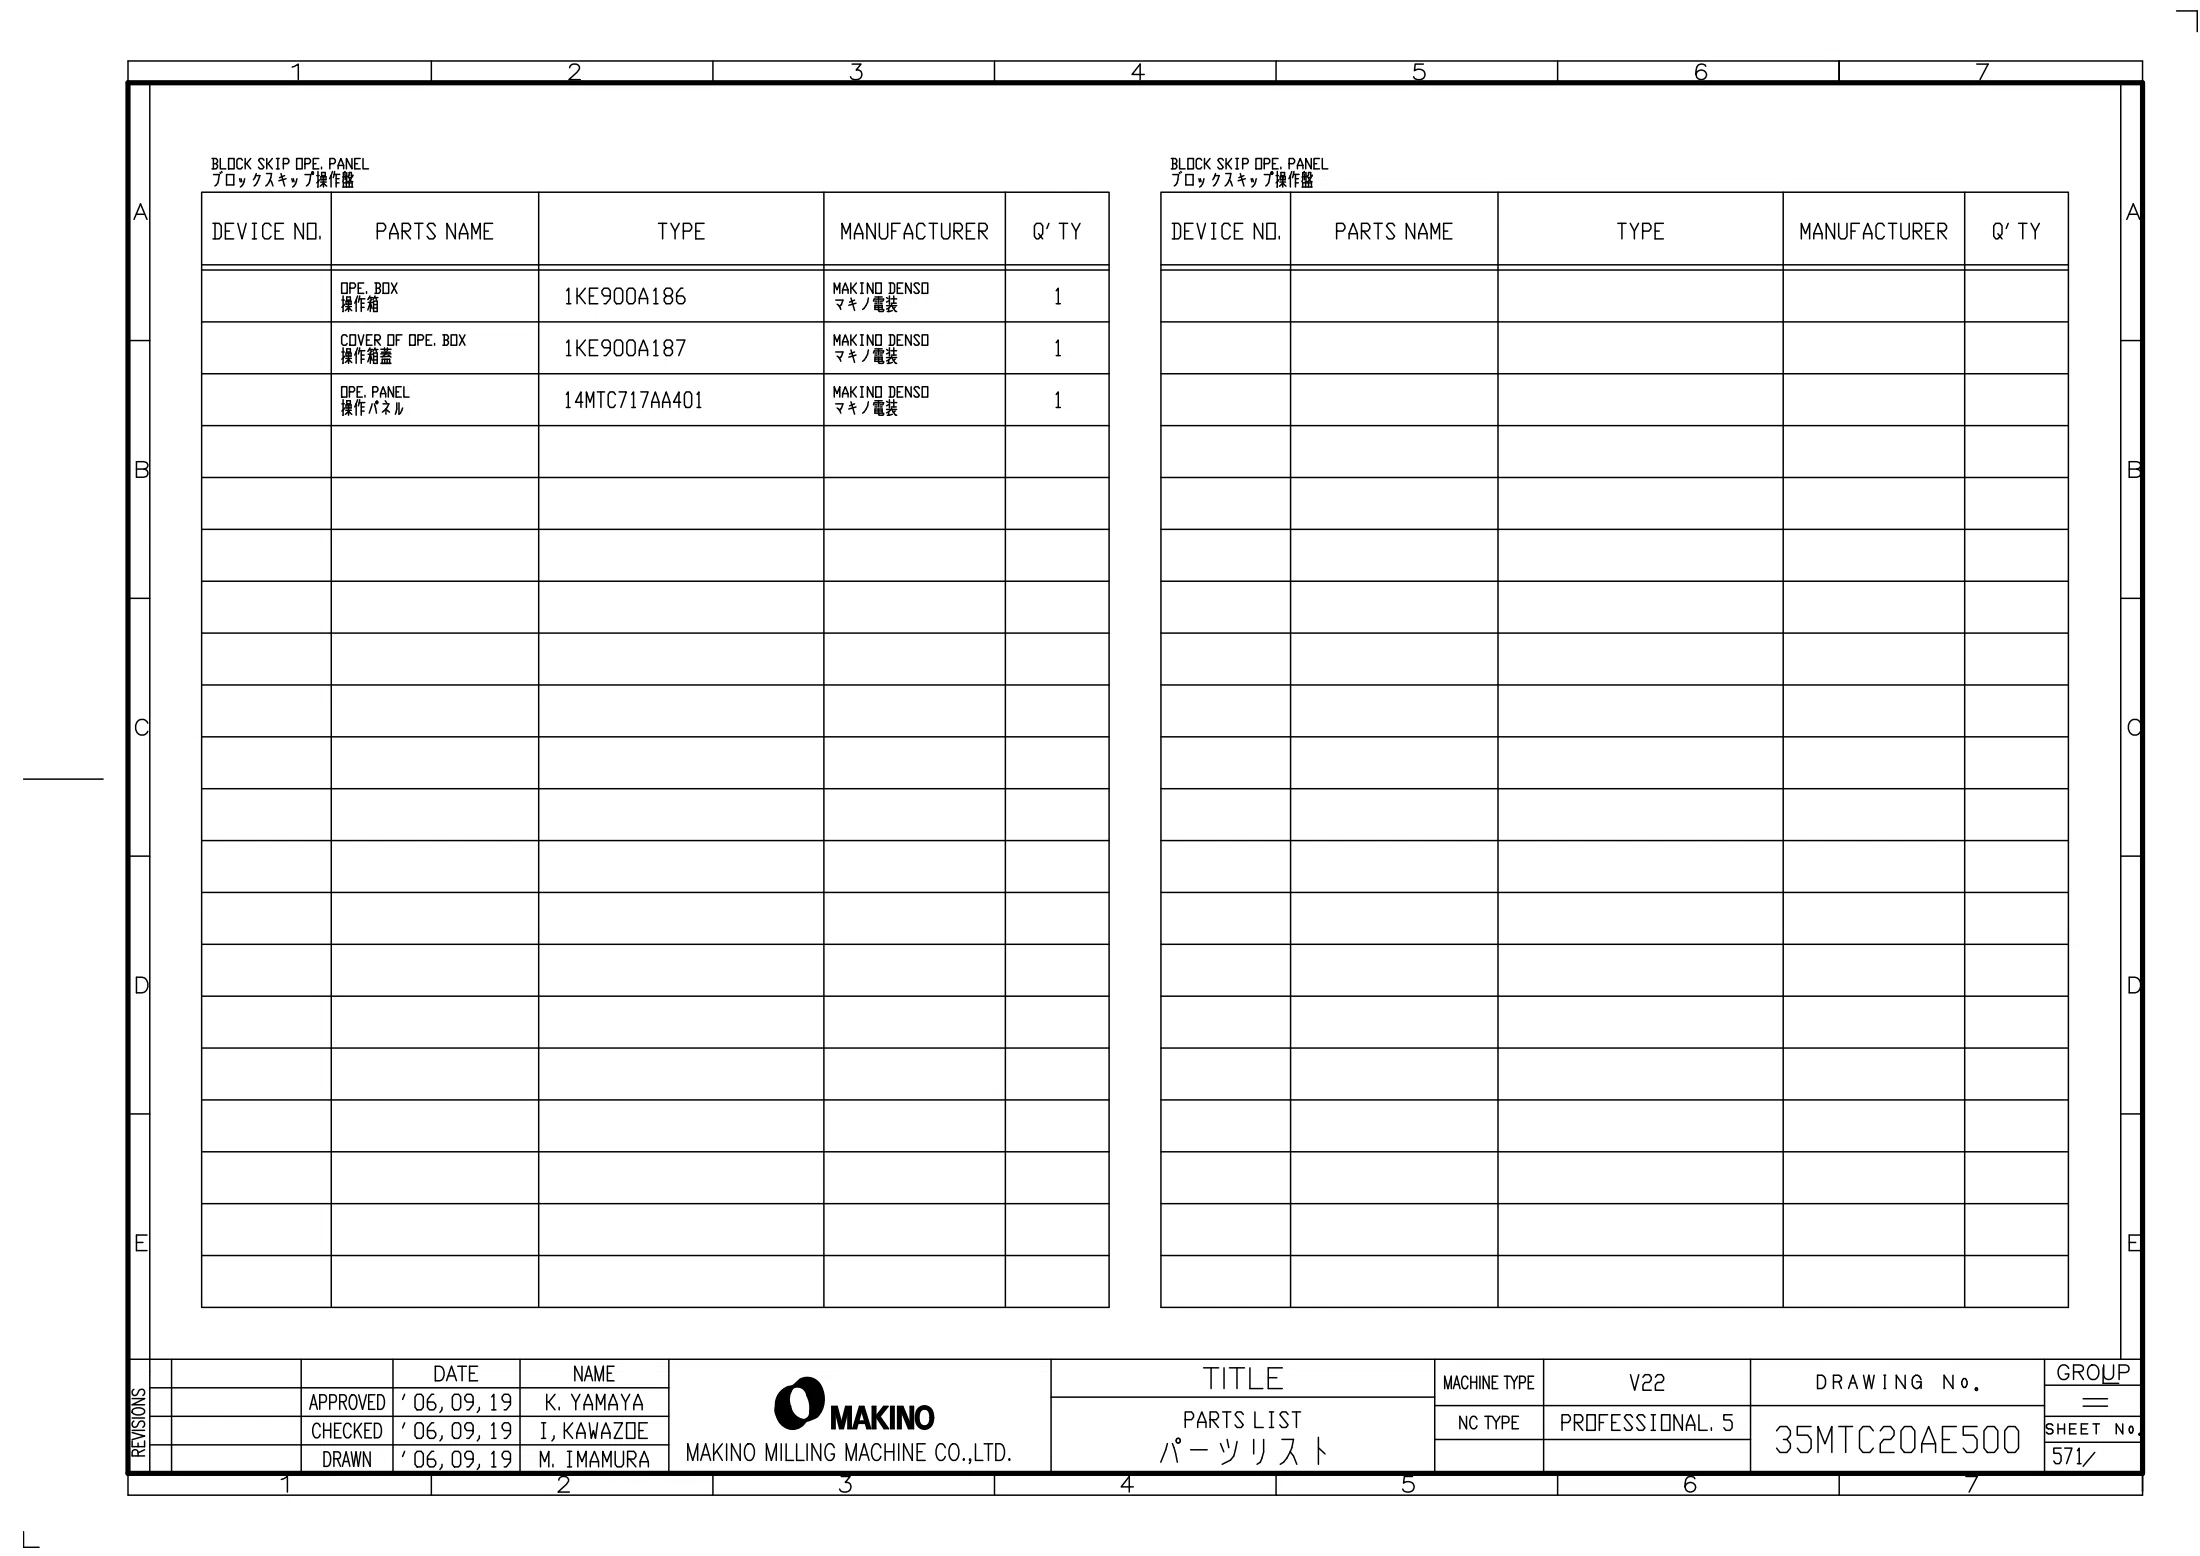 1 2 3 4 5 6 7
BLOCK SKIP OPE. PANEL
ブロックスキップ操作盤
DEVICE NO. PARTS NAME TYPE MANUFACTURER Q' TY
OPE. BOX
操作箱
1KE900A186
MAKINO DENSO
マキノ電装
1
COVER OF OPE. BOX
操作箱蓋
1KE900A187
MAKINO DENSO
マキノ電装
1
OPE. PANEL
操作パネル
14MTC717AA401
MAKINO DENSO
マキノ電装
1
BLOCK SKIP OPE. PANEL
ブロックスキップ操作盤
DEVICE NO. PARTS NAME TYPE MANUFACTURER Q' TY
A A
B B
C C
D D
E E
REVISIONS
DATE NAME
APPROVED '06,09,19 K. YAMAYA
CHECKED '06,09,19 I, KAWAZOE
DRAWN '06,09,19 M. IMAMURA
MAKINO
MAKINO MILLING MACHINE CO.,LTD.
TITLE
PARTS LIST
パーツリスト
MACHINE TYPE V22
NC TYPE PROFESSIONAL. 5
DRAWING No.
35MTC20AE500
GROUP
=
SHEET No.
571/
1 2 3 4 5 6 7